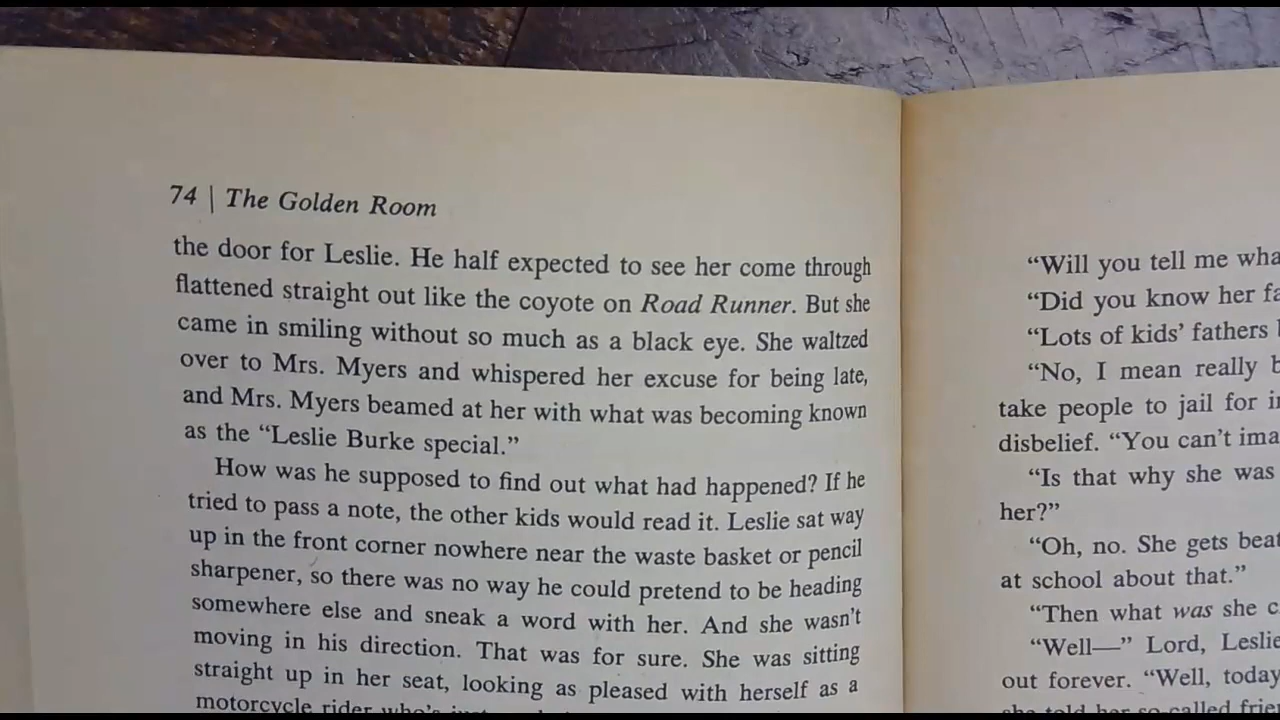 74 | The Golden Room
the door for Leslie. He half expected to see her come through
flattened straight out like the coyote on Road Runner. But she
came in smiling without so much as a black eye. She waltzed
over to Mrs. Myers and whispered her excuse for being late,
and Mrs. Myers beamed at her with what was becoming known
as the “Leslie Burke special.”
How was he supposed to find out what had happened? If he
tried to pass a note, the other kids would read it. Leslie sat way
up in the front corner nowhere near the waste basket or pencil
sharpener, so there was no way he could pretend to be heading
somewhere else and sneak a word with her. And she wasn't
moving in his direction. That was for sure. She was sitting
straight up in her seat, looking as pleased with herself as a
motorcycle rider who's
“Will you tell me
“Did you know her
“Lots of kids’ fathers
“No, I mean really
take people to jail for
disbelief. “You can’t
“Is that why she was
her?”
“Oh, no. She gets
at school about that.”
“Then what was she
“Well—” Lord,
out forever. “Well, today
she told her so-called